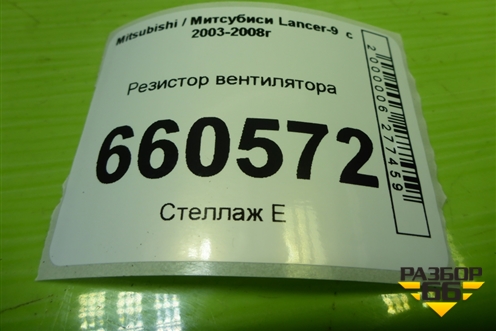 Mitsubishi / Митсубиси Lancer-9 с
2003-2008г
Резистор вентилятора
660572
Стеллаж Е
2000006277459
РАЗБОР
66